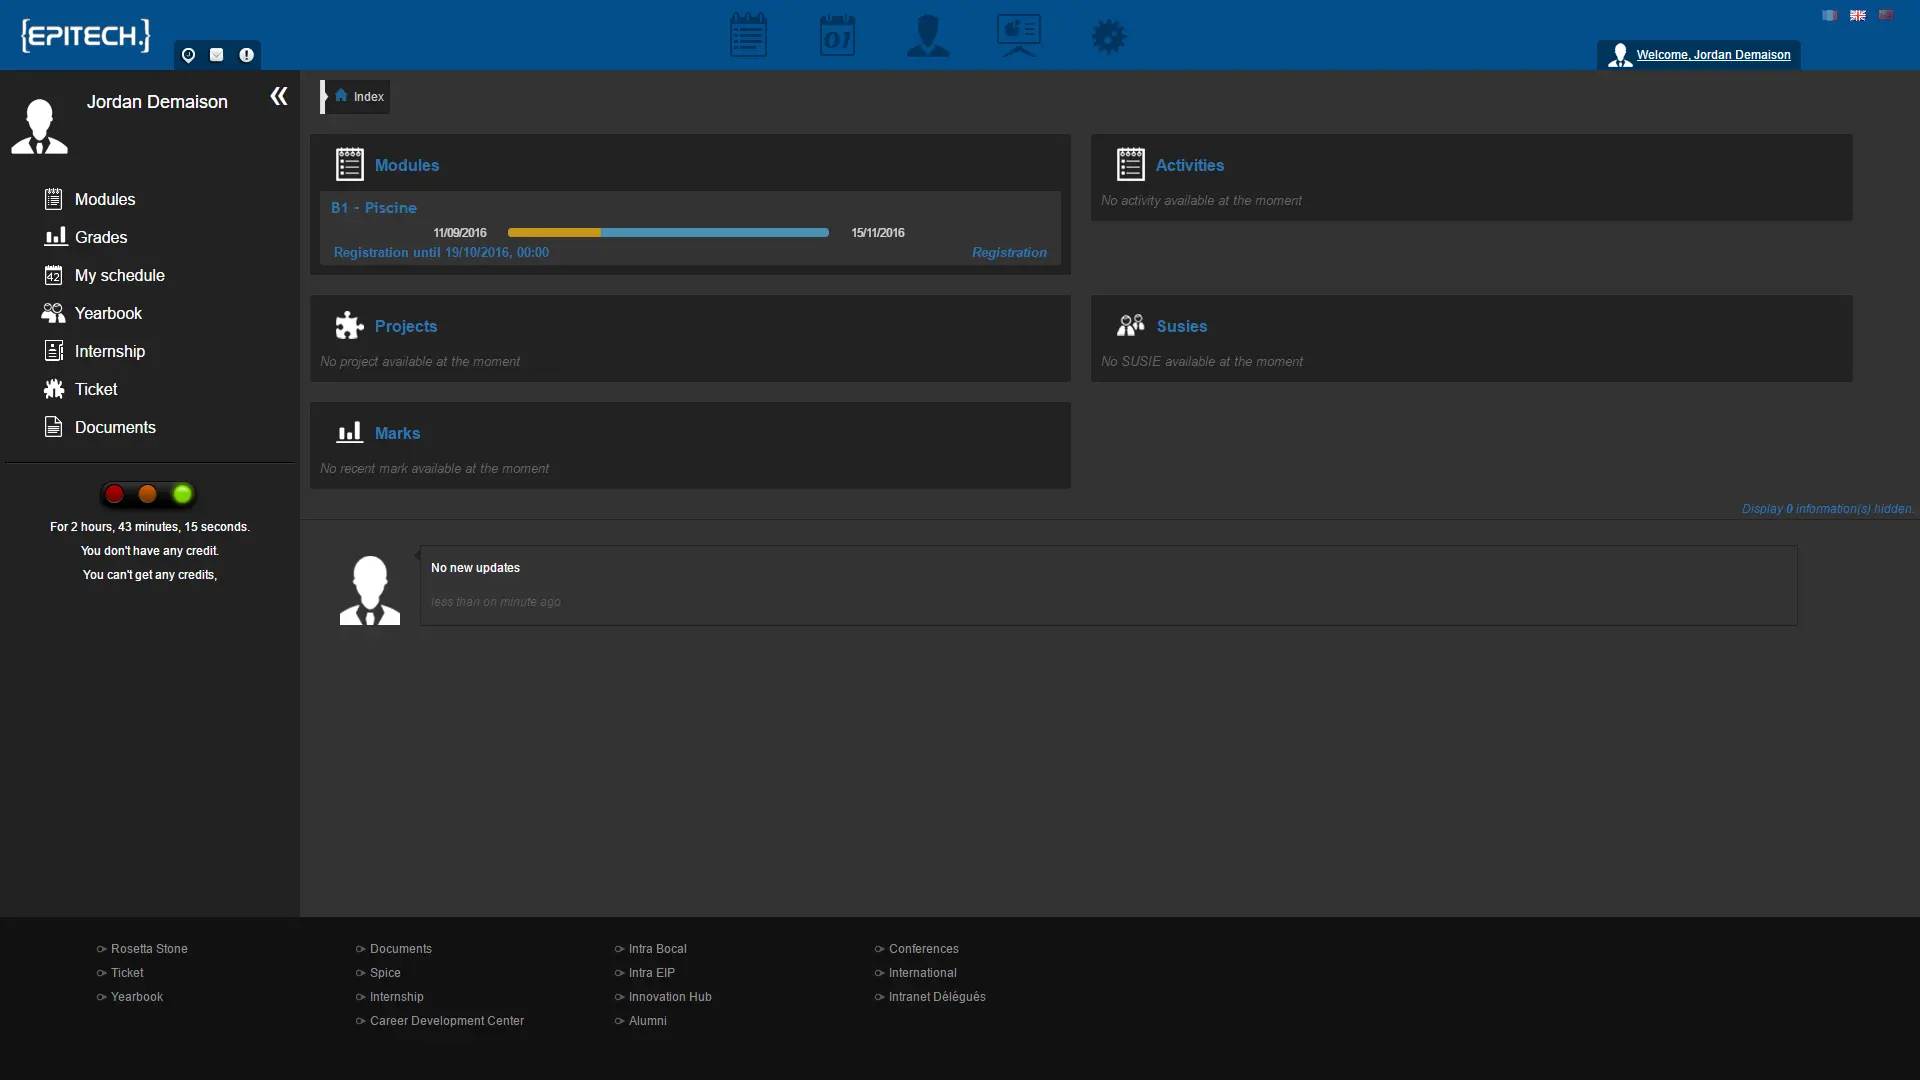 {EPITECH.}
01
Welcome, Jordan Demaison
Jordan Demaison
Modules
Grades
42
My schedule
Yearbook
Internship
Ticket
Documents
For 2 hours, 43 minutes, 15 seconds.
You don't have any credit.
You can't get any credits,
Index
Modules
B1 - Piscine
11/09/2016
15/11/2016
Registration until 19/10/2016, 00:00
Registration
Activities
No activity available at the moment
Projects
No project available at the moment
Susies
No SUSIE available at the moment
Marks
No recent mark available at the moment
Display 0 information(s) hidden.
No new updates
less than on minute ago
Rosetta Stone
Ticket
Yearbook
Documents
Spice
Internship
Career Development Center
Intra Bocal
Intra EIP
Innovation Hub
Alumni
Conferences
International
Intranet Délégués